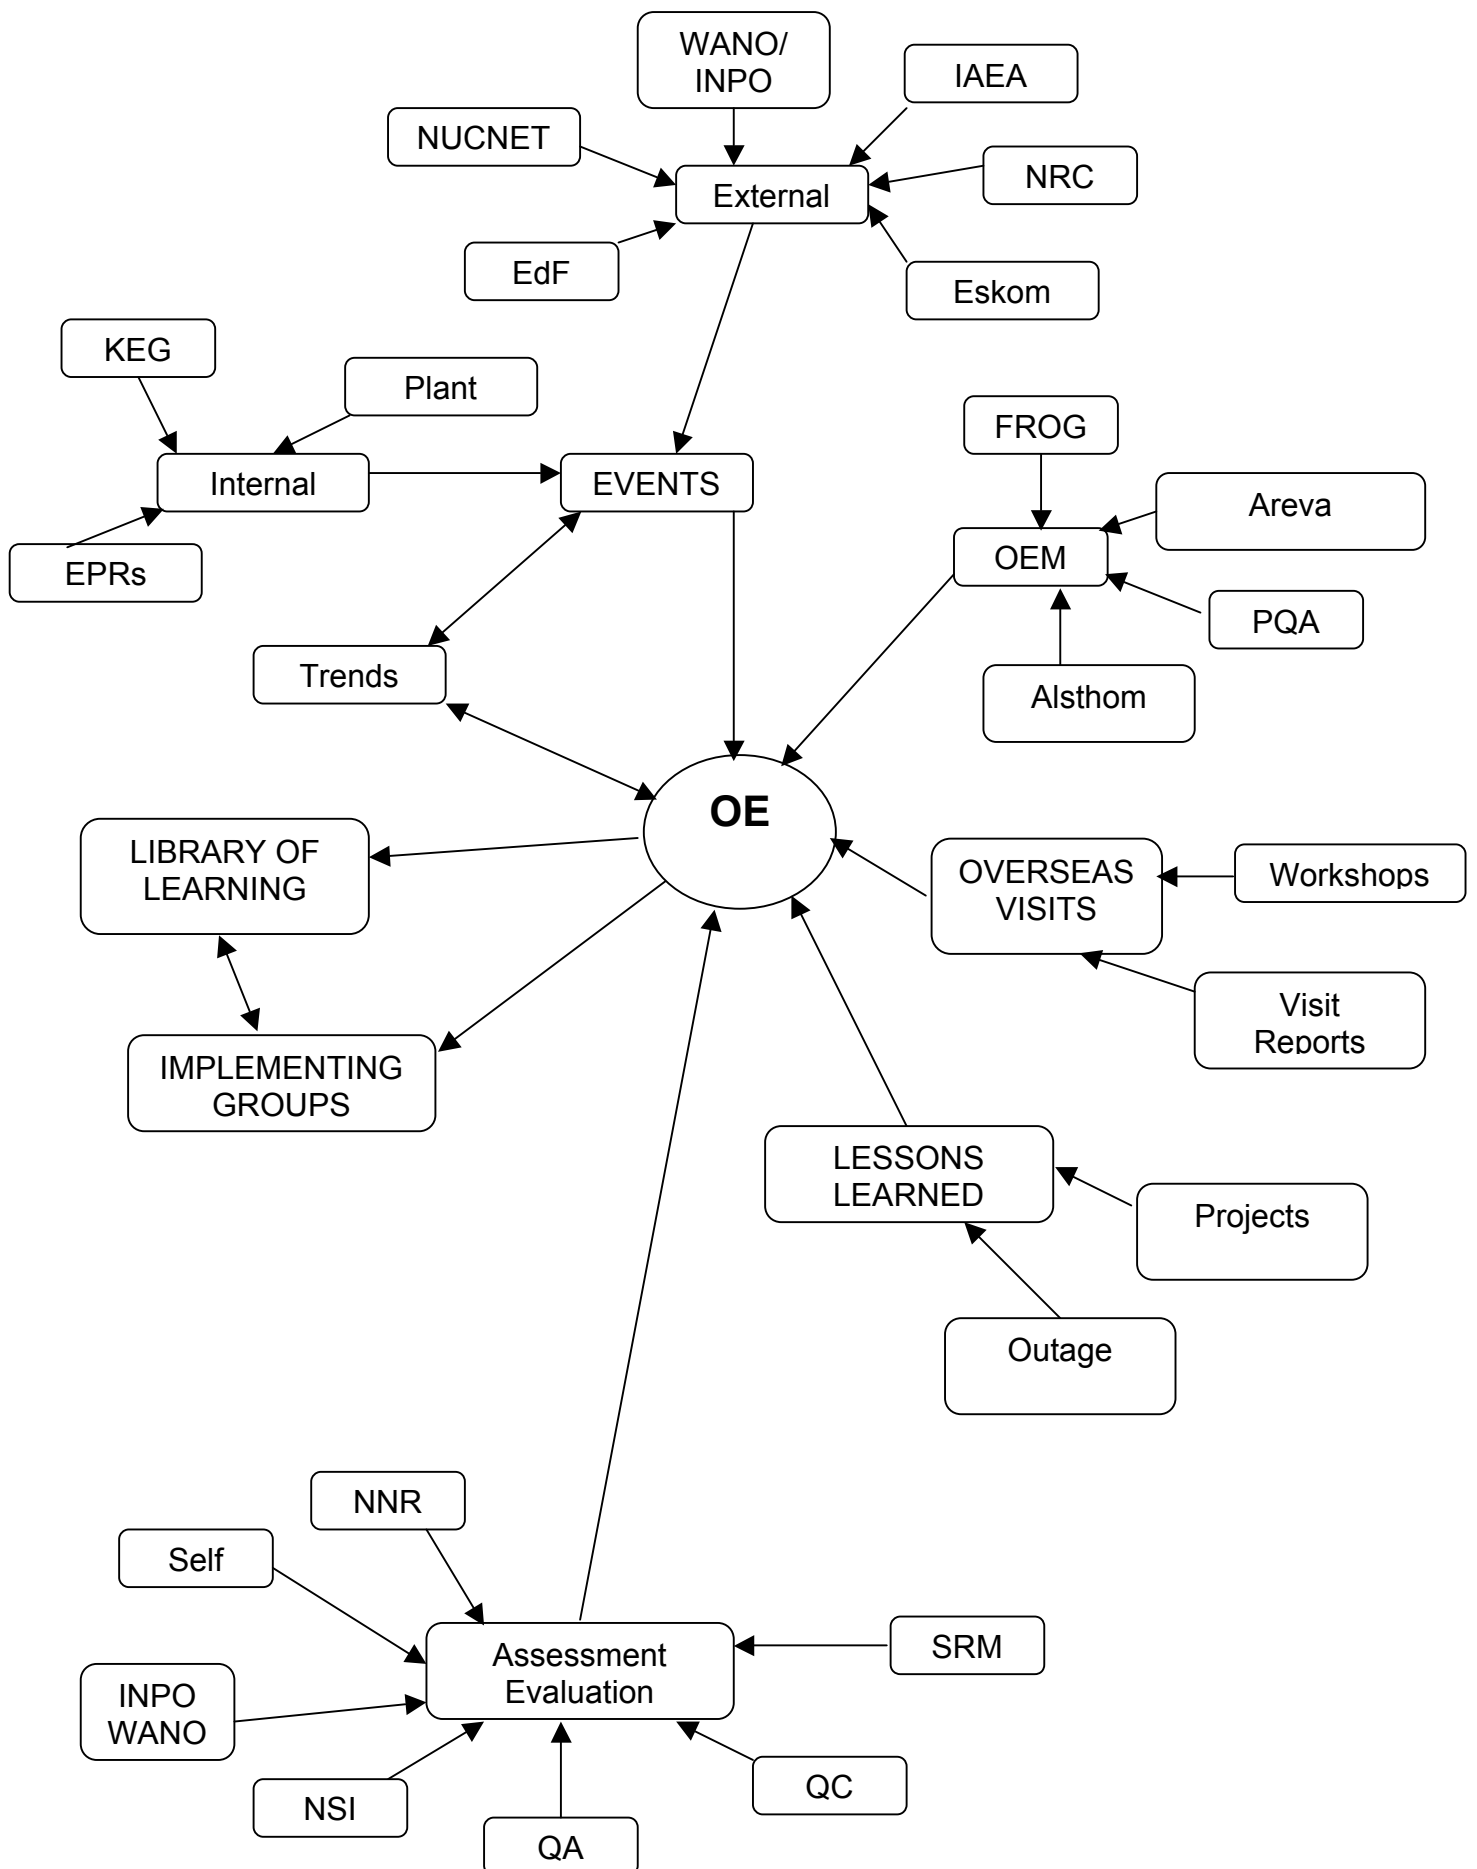 WANO/
INPO
IAEA
NUCNET
NRC
External
EdF
Eskom
KEG
Plant
FROG
Internal
EVENTS
Areva
OEM
EPRs
PQA
Trends
Alsthom
OE
LIBRARY OF
LEARNING
OVERSEAS
VISITS
Workshops
Visit
Reports
IMPLEMENTING
GROUPS
LESSONS
LEARNED
Projects
Outage
NNR
Self
Assessment
Evaluation
SRM
INPO
WANO
QC
NSI
QA